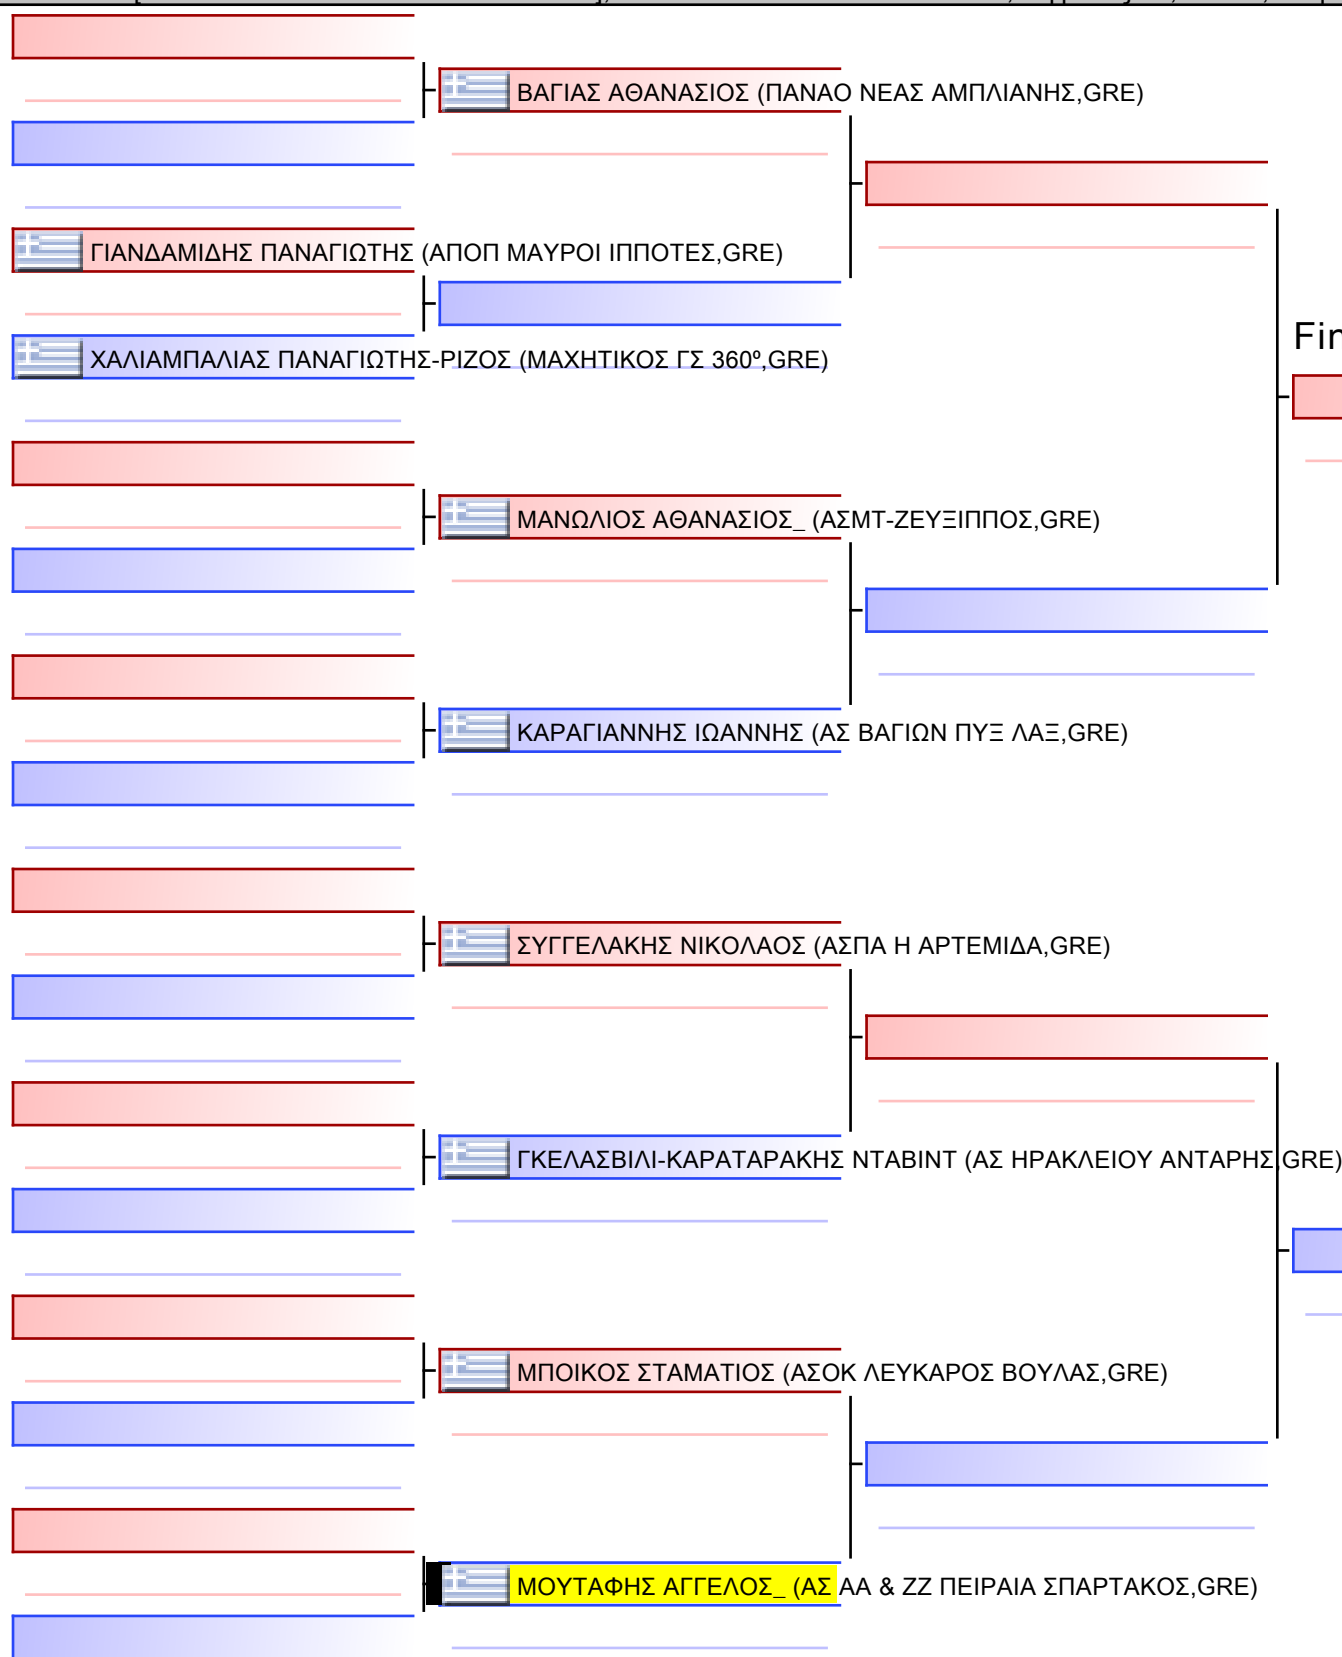 ΒΑΓΙΑΣ ΑΘΑΝΑΣΙΟΣ (ΠΑΝΑΟ ΝΕΑΣ ΑΜΠΛΙΑΝΗΣ,GRE)
ΓΙΑΝΔΑΜΙΔΗΣ ΠΑΝΑΓΙΩΤΗΣ (ΑΠΟΠ ΜΑΥΡΟΙ ΙΠΠΟΤΕΣ,GRE)
ΧΑΛΙΑΜΠΑΛΙΑΣ ΠΑΝΑΓΙΩΤΗΣ-ΡΙΖΟΣ (ΜΑΧΗΤΙΚΟΣ ΓΣ 360º,GRE)
ΜΑΝΩΛΙΟΣ ΑΘΑΝΑΣΙΟΣ_ (ΑΣΜΤ-ΖΕΥΞΙΠΠΟΣ,GRE)
ΚΑΡΑΓΙΑΝΝΗΣ ΙΩΑΝΝΗΣ (ΑΣ ΒΑΓΙΩΝ ΠΥΞ ΛΑΞ,GRE)
ΣΥΓΓΕΛΑΚΗΣ ΝΙΚΟΛΑΟΣ (ΑΣΠΑ Η ΑΡΤΕΜΙΔΑ,GRE)
ΓΚΕΛΑΣΒΙΛΙ-ΚΑΡΑΤΑΡΑΚΗΣ ΝΤΑΒΙΝΤ (ΑΣ ΗΡΑΚΛΕΙΟΥ ΑΝΤΑΡΗΣ,GRE)
ΜΠΟΙΚΟΣ ΣΤΑΜΑΤΙΟΣ (ΑΣΟΚ ΛΕΥΚΑΡΟΣ ΒΟΥΛΑΣ,GRE)
ΜΟΥΤΑΦΗΣ ΑΓΓΕΛΟΣ_ (ΑΣ ΑΑ & ΖΖ ΠΕΙΡΑΙΑ ΣΠΑΡΤΑΚΟΣ,GRE)